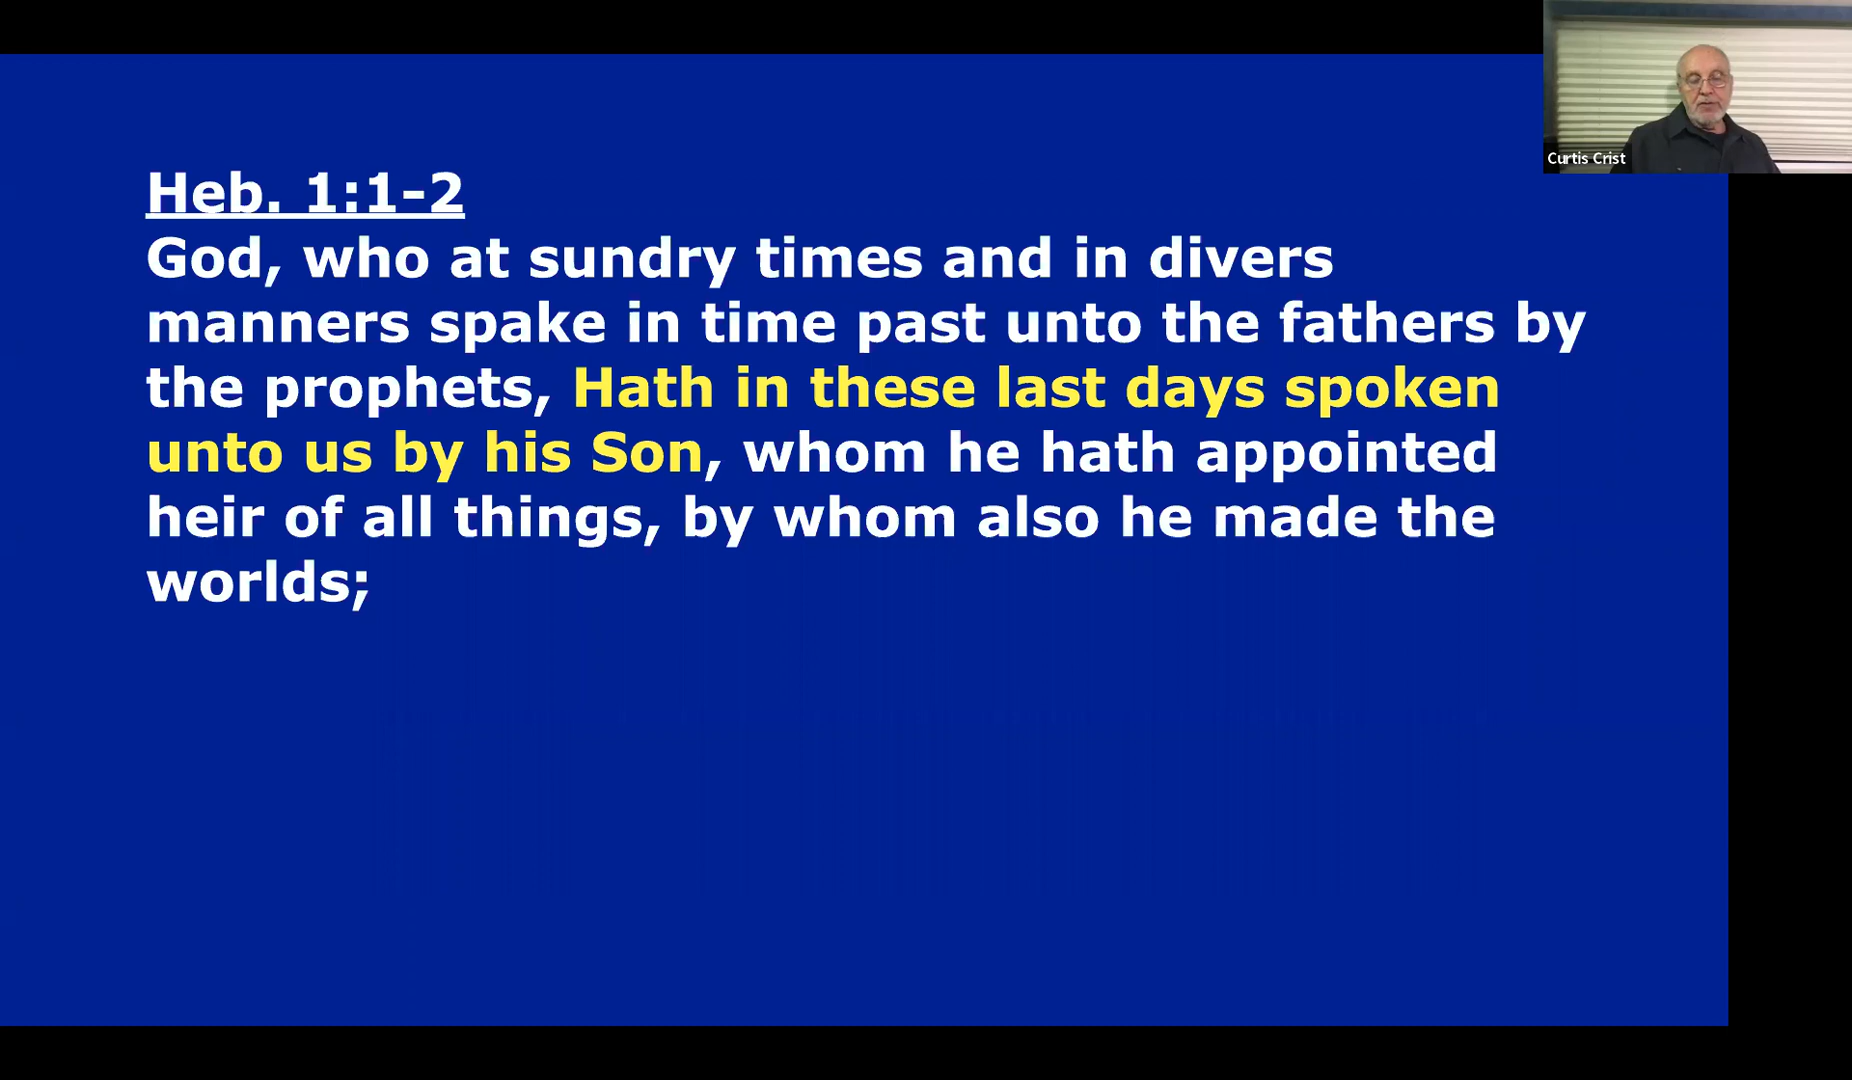 Curtis Crist
Heb. 1:1-2
God, who at sundry times and in divers
manners spake in time past unto the fathers by
the prophets, Hath in these last days spoken
unto us by his Son, whom he hath appointed
heir of all things, by whom also he made the
worlds;